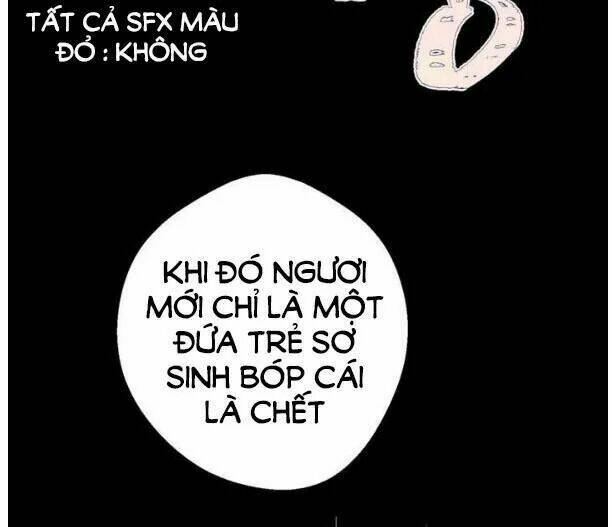 TẤT CẢ SFX MÀU
ĐỎ : KHÔNG
KHI ĐÓ NGƯƠI
MỚI CHỈ LÀ MỘT
ĐỨA TRẺ SƠ
SINH BÓP CÁI
LÀ CHẾT